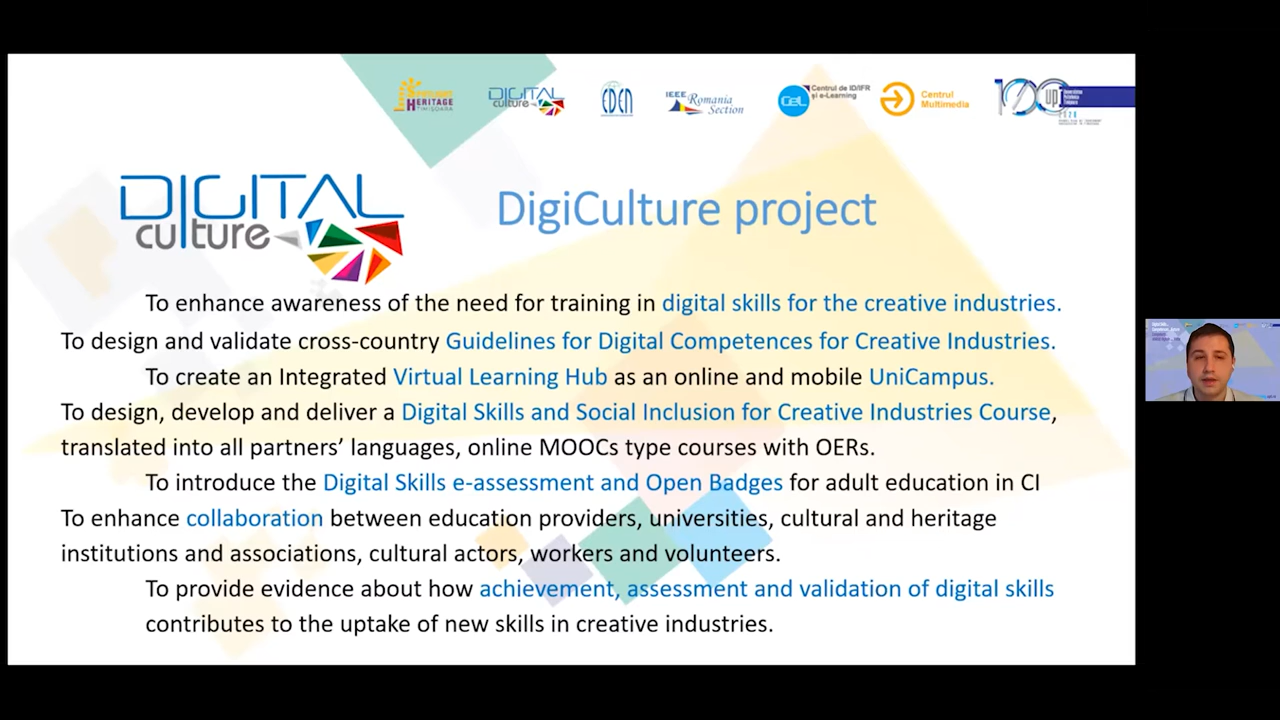 HERITAGE
TIMISOARA
DIGITAL
culture
EDEN
IEEE Romania
Section
CeL
Centrul de ID/IFR
și e-Learning
Centrul
Multimedia
100
up
2020
DIGITAL
culture
DigiCulture project
To enhance awareness of the need for training in digital skills for the creative industries.
To design and validate cross-country Guidelines for Digital Competences for Creative Industries.
To create an Integrated Virtual Learning Hub as an online and mobile UniCampus.
To design, develop and deliver a Digital Skills and Social Inclusion for Creative Industries Course,
translated into all partners’ languages, online MOOCs type courses with OERs.
To introduce the Digital Skills e-assessment and Open Badges for adult education in CI
To enhance collaboration between education providers, universities, cultural and heritage
institutions and associations, cultural actors, workers and volunteers.
To provide evidence about how achievement, assessment and validation of digital skills
contributes to the uptake of new skills in creative industries.